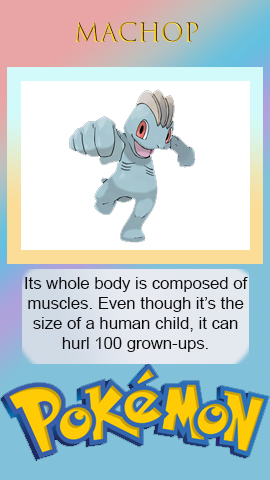 MACHOP
Its whole body is composed of
muscles. Even though it's the
size of a human child, it can
hurl 100 grown-ups.
POKéMON